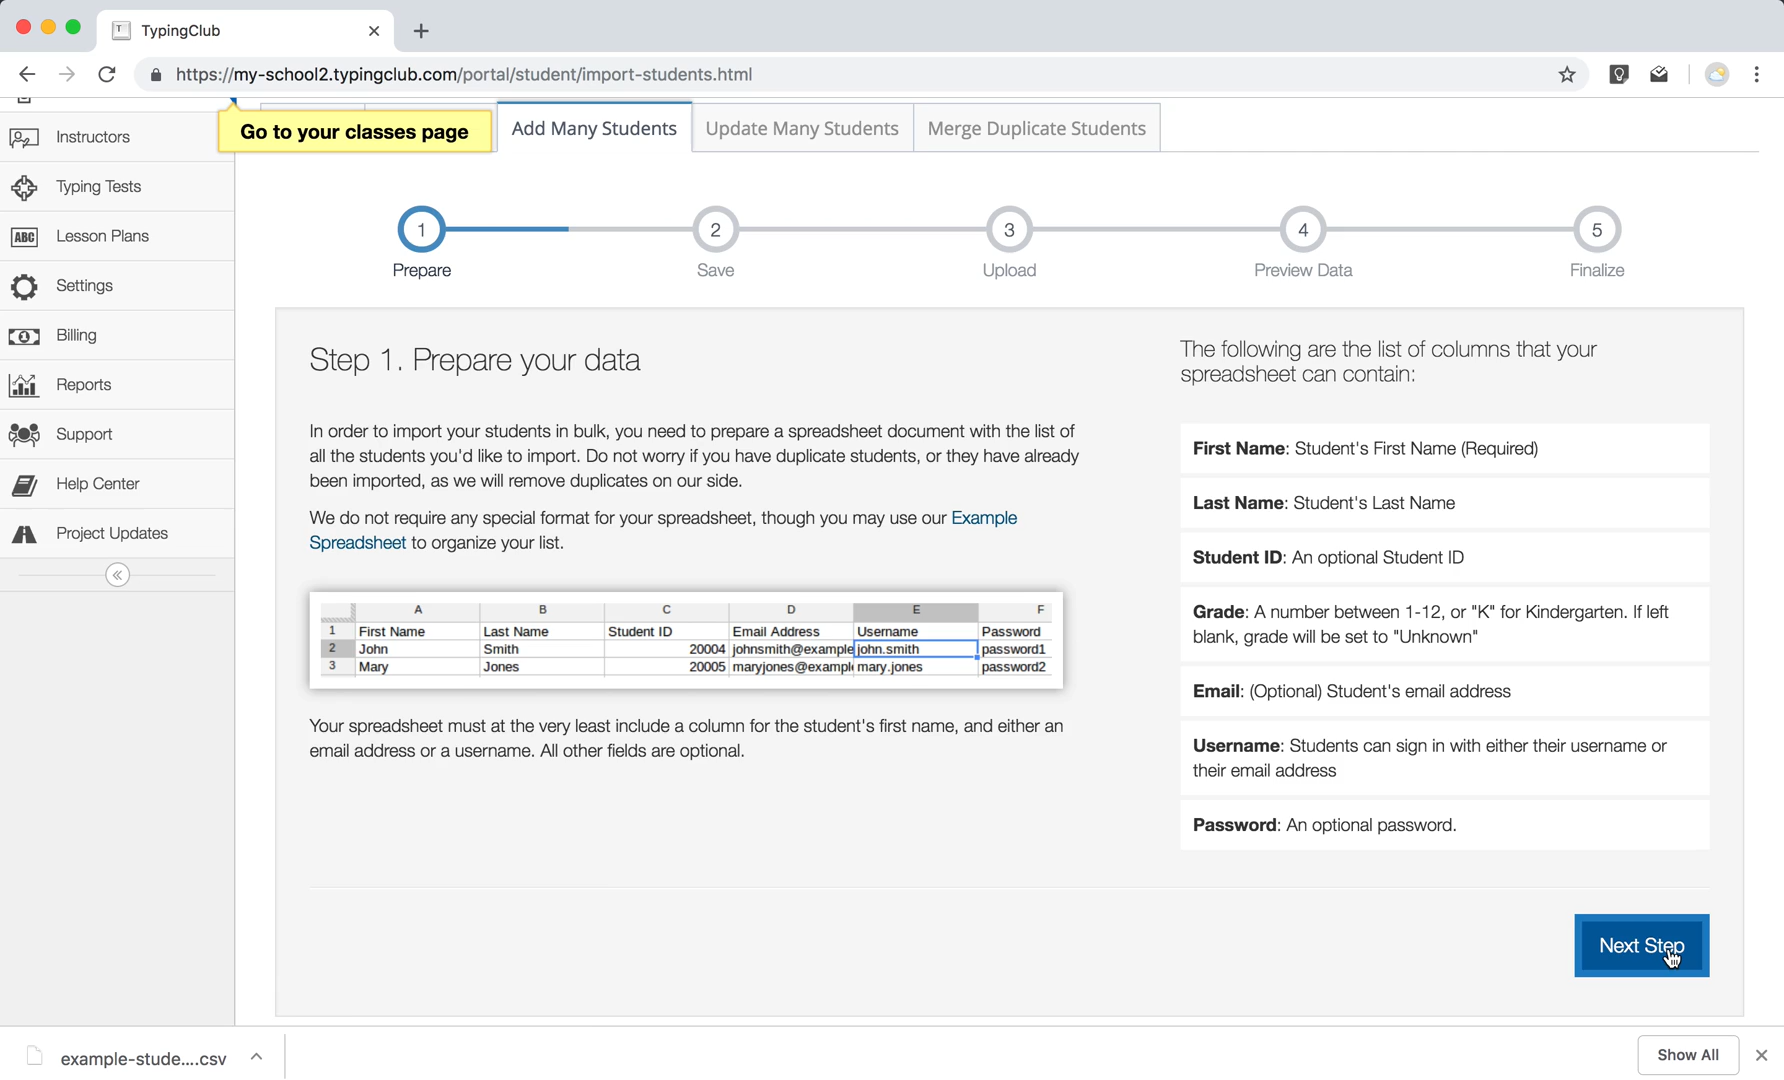 TypingClub
https://my-school2.typingclub.com/portal/student/import-students.html
Instructors
Typing Tests
ABC
Lesson Plans
Settings
Billing
Reports
Support
Help Center
Project Updates
Go to your classes page
Add Many Students
Update Many Students
Merge Duplicate Students
1
2
3
4
5
Prepare
Save
Upload
Preview Data
Finalize
Step 1. Prepare your data
In order to import your students in bulk, you need to prepare a spreadsheet document with the list of
all the students you'd like to import. Do not worry if you have duplicate students, or they have already
been imported, as we will remove duplicates on our side.
We do not require any special format for your spreadsheet, though you may use our Example
Spreadsheet to organize your list.
A B C D E F
1 First Name Last Name Student ID Email Address Username Password
2 John Smith 20004 johnsmith@example john.smith password1
3 Mary Jones 20005 maryjones@exampl mary.jones password2
Your spreadsheet must at the very least include a column for the student's first name, and either an
email address or a username. All other fields are optional.
The following are the list of columns that your
spreadsheet can contain:
First Name: Student's First Name (Required)
Last Name: Student's Last Name
Student ID: An optional Student ID
Grade: A number between 1-12, or "K" for Kindergarten. If left
blank, grade will be set to "Unknown"
Email: (Optional) Student's email address
Username: Students can sign in with either their username or
their email address
Password: An optional password.
Next Step
example-stude....csv
Show All